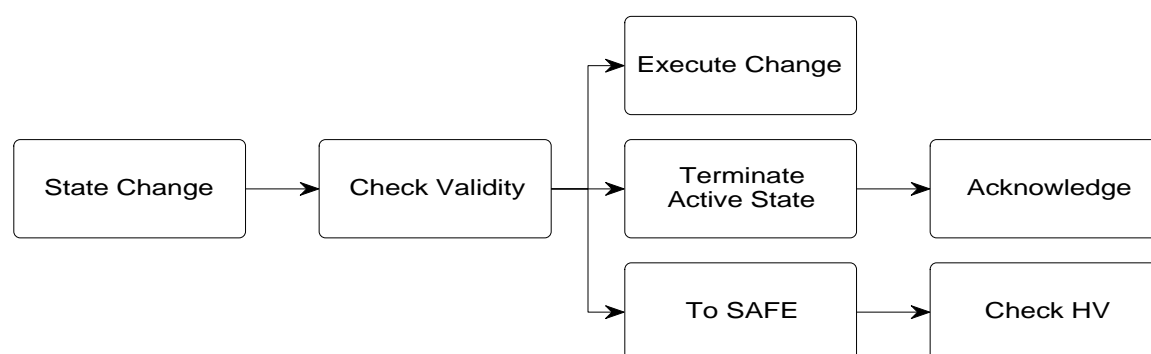 Execute Change
State Change
Check Validity
Terminate
Active State
Acknowledge
To SAFE
Check HV